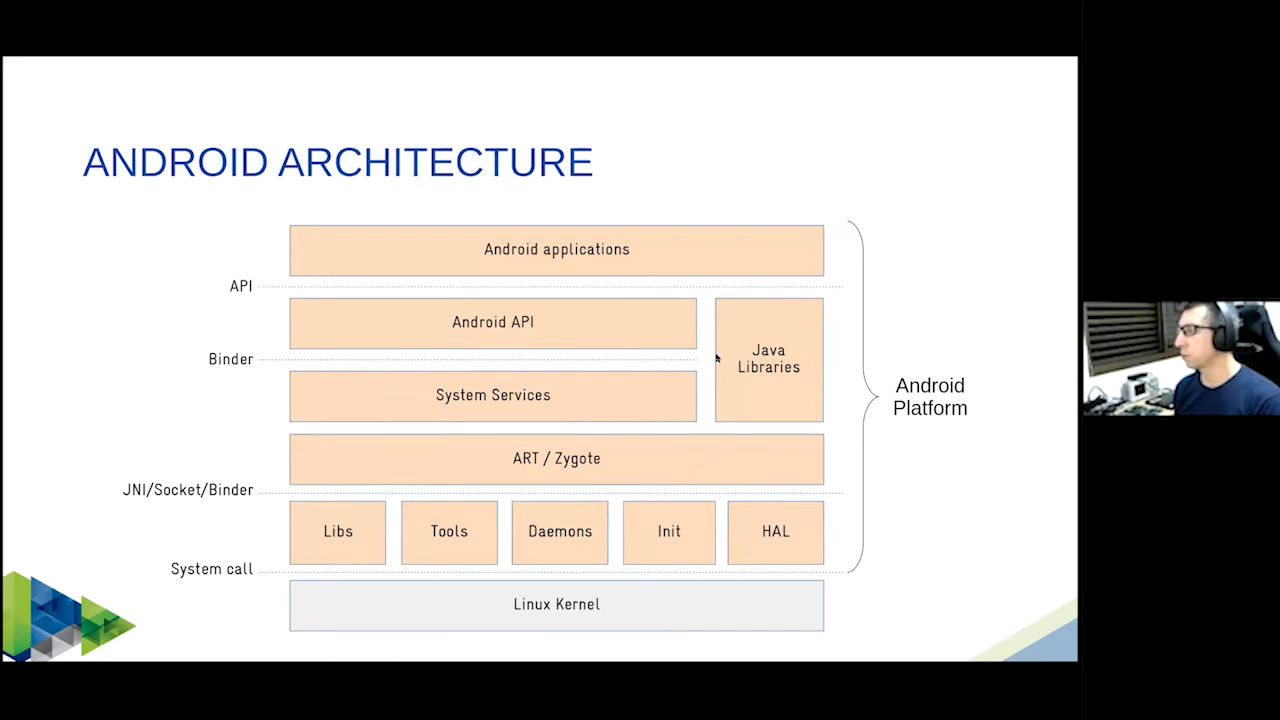 ANDROID ARCHITECTURE
Android applications
API
Android API
Binder
Java
Libraries
System Services
Android
Platform
ART / Zygote
JNI/Socket/Binder
Libs
Tools
Daemons
Init
HAL
System call
Linux Kernel